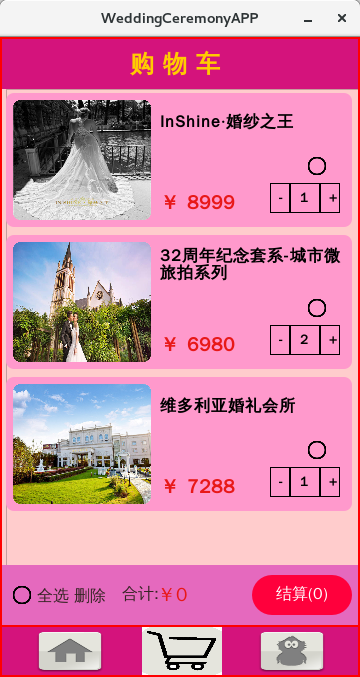 WeddingCeremonyAPP
购物车
InShine·婚纱之王
¥ 8999
- 1 +
32周年纪念套系-城市微
旅拍系列
¥ 6980
- 2 +
维多利亚婚礼会所
¥ 7288
- 1 +
全选 删除 合计:¥0 结算(0)